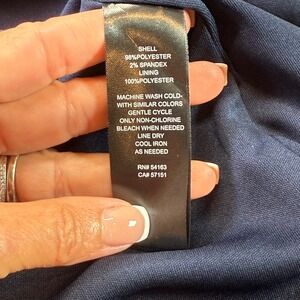 SHELL
98%POLYESTER
2% SPANDEX
LINING
100%POLYESTER
MACHINE WASH COLD-
WITH SIMILAR COLORS
GENTLE CYCLE
ONLY NON-CHLORINE
BLEACH WHEN NEEDED
LINE DRY
COOL IRON
AS NEEDED
RN# 54163
CA# 57151